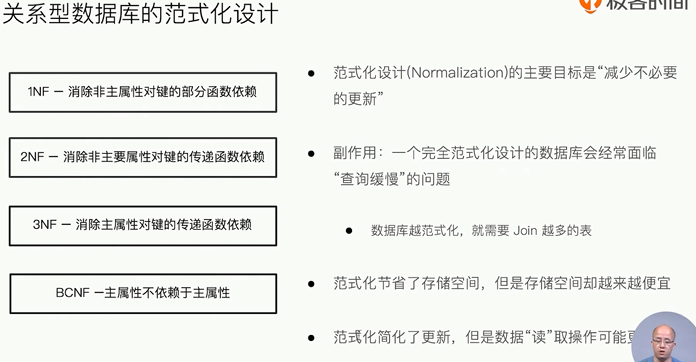 关系型数据库的范式化设计
极客时间
1NF – 消除非主属性对键的部分函数依赖
2NF – 消除非主要属性对键的传递函数依赖
3NF – 消除主属性对键的传递函数依赖
BCNF –主属性不依赖于主属性
● 范式化设计(Normalization)的主要目标是“减少不必要
的更新”
● 副作用：一个完全范式化设计的数据库会经常面临
“查询缓慢”的问题
● 数据库越范式化，就需要 Join 越多的表
● 范式化节省了存储空间，但是存储空间却越来越便宜
● 范式化简化了更新，但是数据“读”取操作可能